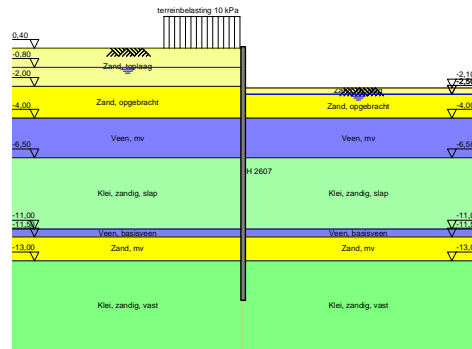 terreinbelasting 10 kPa
0,40
Zand, toplaag
-0,80
-2,00
Zand, opgebracht
-4,00
Veen, mv
-6,50
Klei, zandig, slap
-11,00
Veen, basisveen
Zand, mv
-13,00
Klei, zandig, vast
H 2607
-2,10
-2,50
Zand, opgebracht
-4,00
Veen, mv
-6,50
Klei, zandig, slap
-11,00
Veen, basisveen
Zand, mv
-13,00
Klei, zandig, vast